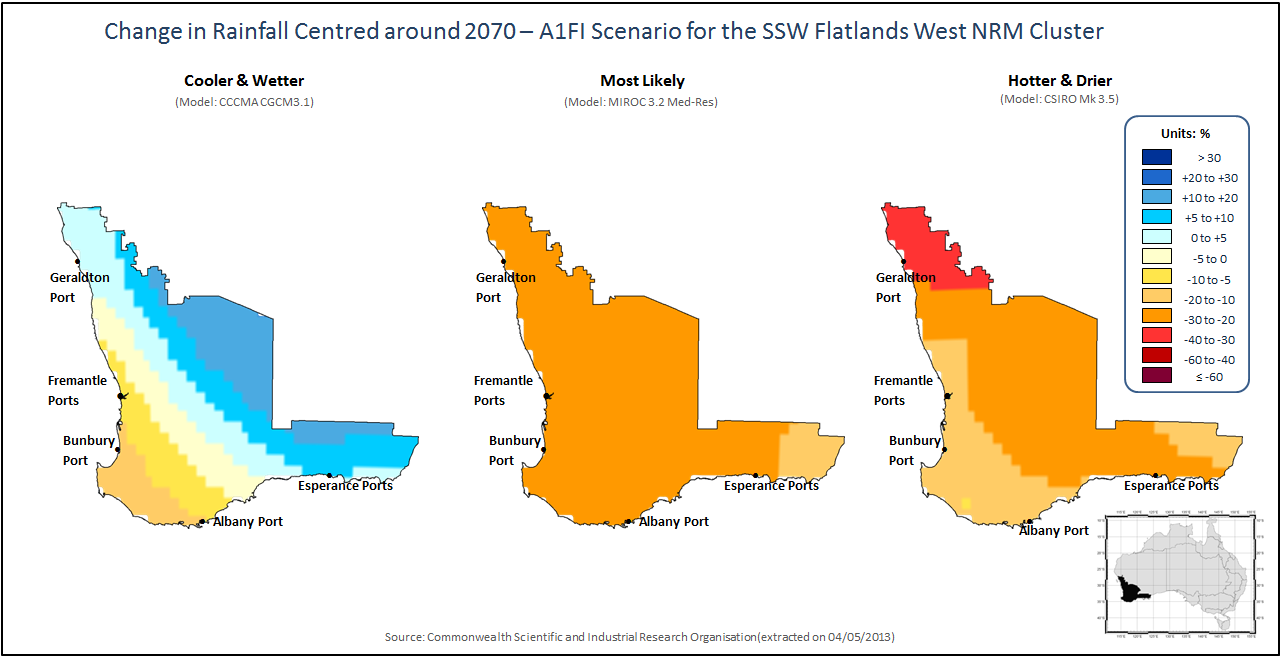 Change in Rainfall Centred around 2070 – A1FI Scenario for the SSW Flatlands West NRM Cluster
Cooler & Wetter
(Model: CCCMA CGCM3.1)
Most Likely
(Model: MIROC 3.2 Med-Res)
Hotter & Drier
(Model: CSIRO Mk 3.5)
Units: %
> 30
+20 to +30
+10 to +20
+5 to +10
0 to +5
-5 to 0
-10 to -5
-20 to -10
-30 to -20
-40 to -30
-60 to -40
≤ -60
Geraldton
Port
Fremantle
Ports
Bunbury
Port
Esperance Ports
Albany Port
Geraldton
Port
Fremantle
Ports
Bunbury
Port
Esperance Ports
Albany Port
Geraldton
Port
Fremantle
Ports
Bunbury
Port
Esperance Ports
Albany Port
Source: Commonwealth Scientific and Industrial Research Organisation(extracted on 04/05/2013)